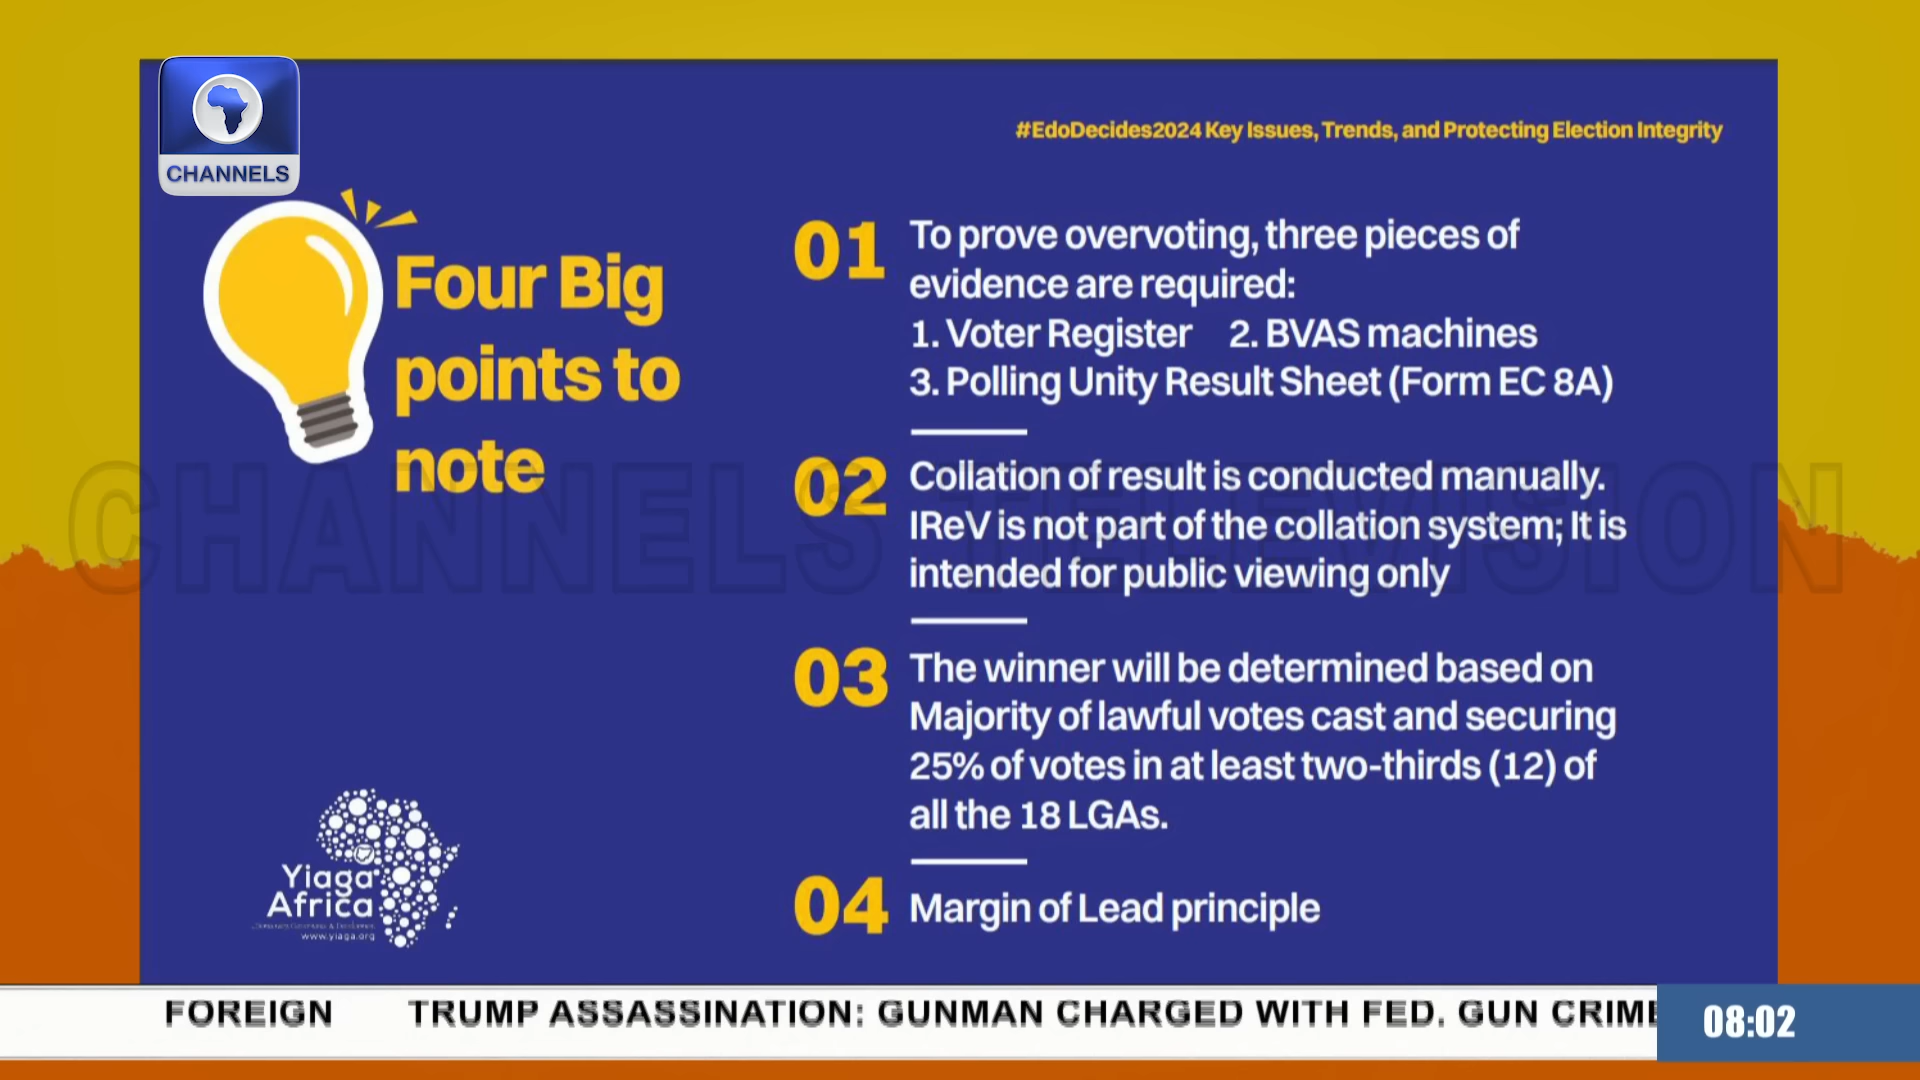 CHANNELS
#EdoDecides2024 Key Issues, Trends, and Protecting Election Integrity
Four Big
points to
note
01 To prove overvoting, three pieces of
evidence are required:
1. Voter Register 2. BVAS machines
3. Polling Unity Result Sheet (Form EC 8A)
02 Collation of result is conducted manually.
IReV is not part of the collation system; It is
intended for public viewing only
03 The winner will be determined based on
Majority of lawful votes cast and securing
25% of votes in at least two-thirds (12) of
all the 18 LGAs.
04 Margin of Lead principle
CHANNELS TELEVISION
Yiaga
Africa
www.yiaga.org
FOREIGN TRUMP ASSASSINATION: GUNMAN CHARGED WITH FED. GUN CRIME
08:02